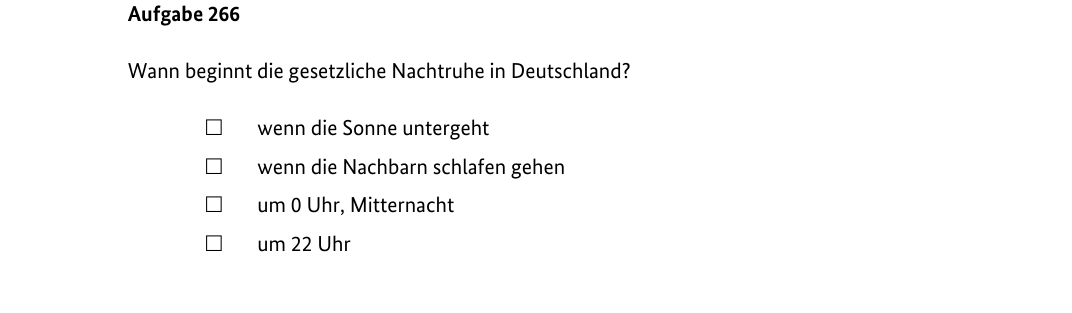 Aufgabe 266
Wann beginnt die gesetzliche Nachtruhe in Deutschland?
☐ wenn die Sonne untergeht
☐ wenn die Nachbarn schlafen gehen
☐ um 0 Uhr, Mitternacht
☐ um 22 Uhr